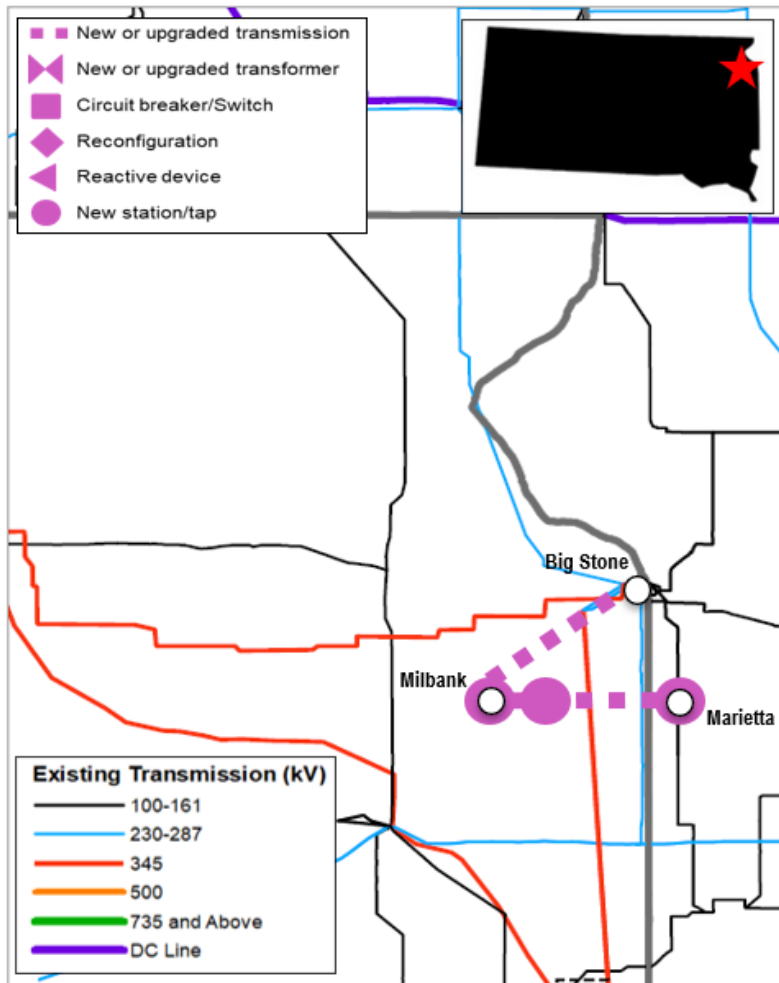 New or upgraded transmission
New or upgraded transformer
Circuit breaker/Switch
Reconfiguration
Reactive device
New station/tap
Big Stone
Milbank
Marietta
Existing Transmission (kV)
100-161
230-287
345
500
735 and Above
DC Line